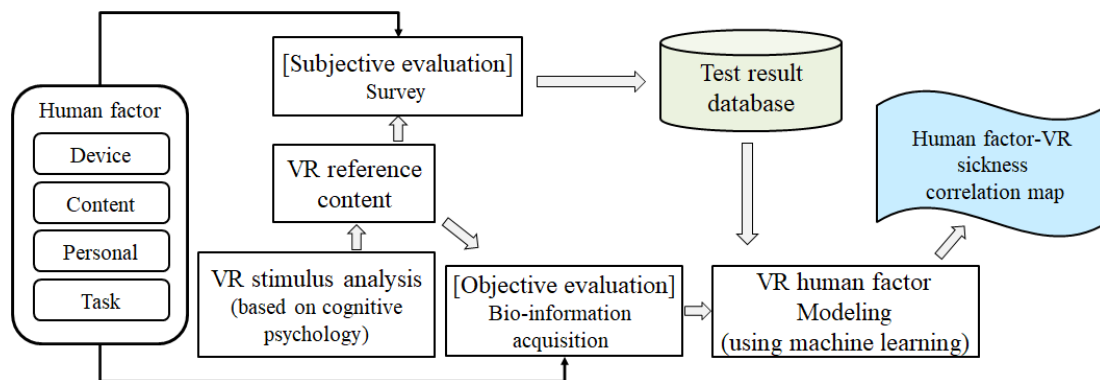 Human factor
Device
Content
Personal
Task
[Subjective evaluation]
Survey
VR reference
content
VR stimulus analysis
(based on cognitive
psychology)
[Objective evaluation]
Bio-information
acquisition
Test result
database
VR human factor
Modeling
(using machine learning)
Human factor-VR
sickness
correlation map